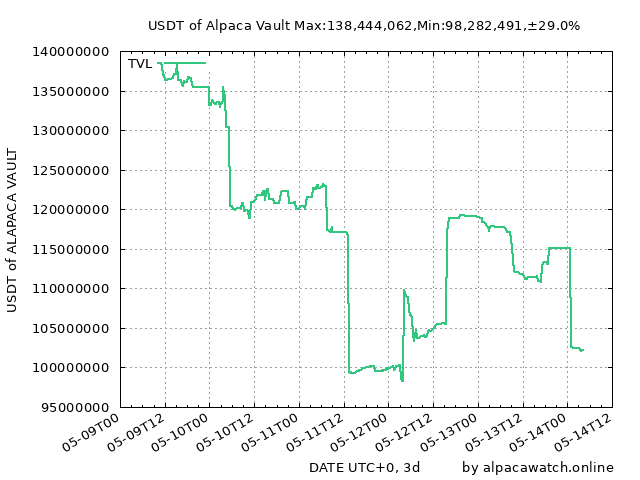 USDT of Alpaca Vault Max:138,444,062,Min:98,282,491,±29.0%
140000000
TVL
135000000
130000000
125000000
120000000
115000000
110000000
105000000
100000000
95000000
USDT of ALAPACA VAULT
05-09T00
05-09T12
05-10T00
05-10T12
05-11T00
05-11T12
05-12T00
05-12T12
05-13T00
05-13T12
05-14T00
05-14T12
DATE UTC+0, 3d
by alpacawatch.online